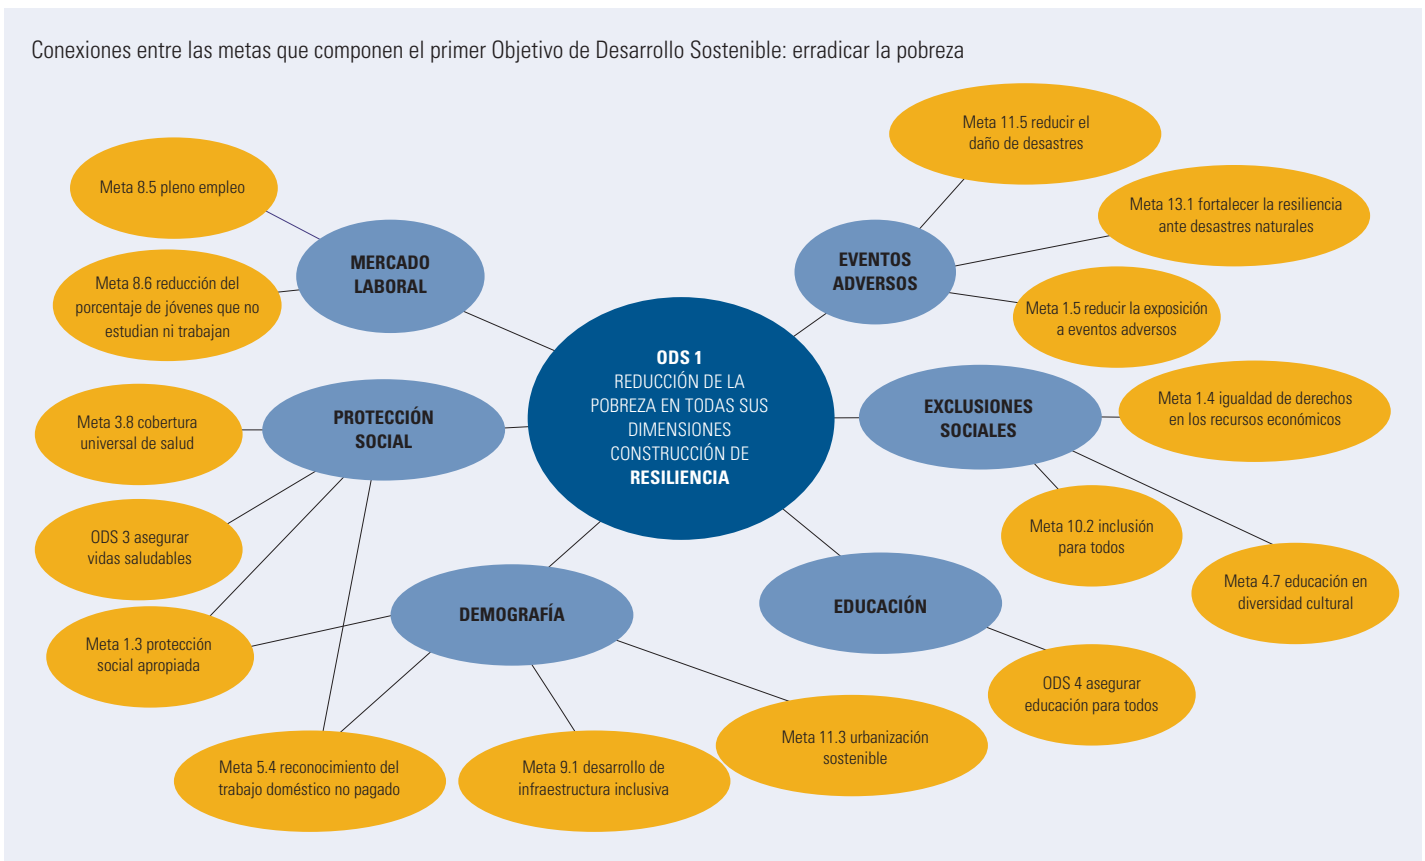 Conexiones entre las metas que componen el primer Objetivo de Desarrollo Sostenible: erradicar la pobreza
Meta 8.5 pleno empleo
MERCADO
LABORAL
Meta 8.6 reducción del
porcentaje de jóvenes que no
estudian ni trabajan
Meta 3.8 cobertura
universal de salud
PROTECCIÓN
SOCIAL
ODS 3 asegurar
vidas saludables
Meta 1.3 protección
social apropiada
DEMOGRAFÍA
Meta 5.4 reconocimiento del
trabajo doméstico no pagado
Meta 9.1 desarrollo de
infraestructura inclusiva
Meta 11.3 urbanización
sostenible
ODS 1
REDUCCIÓN DE LA
POBREZA EN TODAS SUS
DIMENSIONES
CONSTRUCCIÓN DE
RESILIENCIA
Meta 11.5 reducir el
daño de desastres
Meta 13.1 fortalecer la resiliencia
ante desastres naturales
EVENTOS
ADVERSOS
Meta 1.5 reducir la exposición
a eventos adversos
EXCLUSIONES
SOCIALES
Meta 1.4 igualdad de derechos
en los recursos económicos
Meta 10.2 inclusión
para todos
Meta 4.7 educación en
diversidad cultural
EDUCACIÓN
ODS 4 asegurar
educación para todos